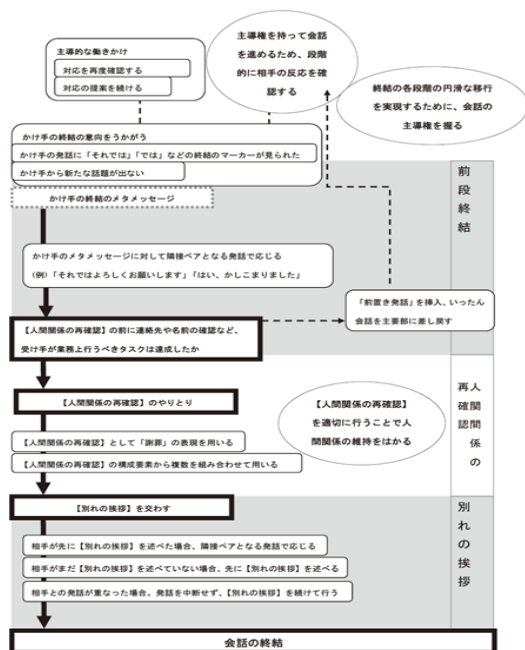 主導的な働きかけ
対応を再度確認する
対応の提案を続ける
主導権を持って会話
を進めるため、段階
的に相手の反応を確
認する
終結の各段階の円滑な移行
を実現するために、会話の
主導権を握る
かけ手の終結の意向をうかがう
かけ手の発話に「それでは」「では」などの終結のマーカーが見られた
かけ手から新たな話題が出ない
かけ手の終結のメタメッセージ
前段終結
かけ手のメタメッセージに対して隣接ペアとなる発話で応じる
(例)「それではよろしくお願いします」「はい、かしこまりました」
「前置き発話」を挿入、いったん
会話を主要部に差し戻す
【人間関係の再確認】の前に連絡先や名前の確認など、
受け手が業務上行うべきタスクは達成したか
【人間関係の再確認】のやりとり
【人間関係の再確認】
を適切に行うことで人
間関係の維持をはかる
人間関係の
再確認
【人間関係の再確認】として「謝罪」の表現を用いる
【人間関係の再確認】の構成要素から複数を組み合わせて用いる
【別れの挨拶】を交わす
別れの挨拶
相手が先に【別れの挨拶】を述べた場合、隣接ペアとなる発話で応じる
相手がまだ【別れの挨拶】を述べていない場合、先に【別れの挨拶】を述べる
相手との発話が重なった場合。発話を中断せず、【別れの挨拶】を続けて行う
会話の終結